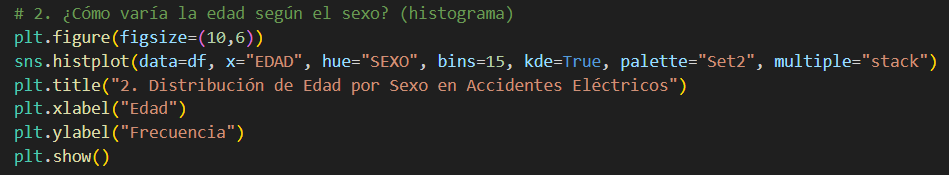 # 2. ¿Cómo varía la edad según el sexo? (histograma)
plt.figure(figsize=(10,6))
sns.histplot(data=df, x="EDAD", hue="SEXO", bins=15, kde=True, palette="Set2", multiple="stack")
plt.title("2. Distribución de Edad por Sexo en Accidentes Eléctricos")
plt.xlabel("Edad")
plt.ylabel("Frecuencia")
plt.show()